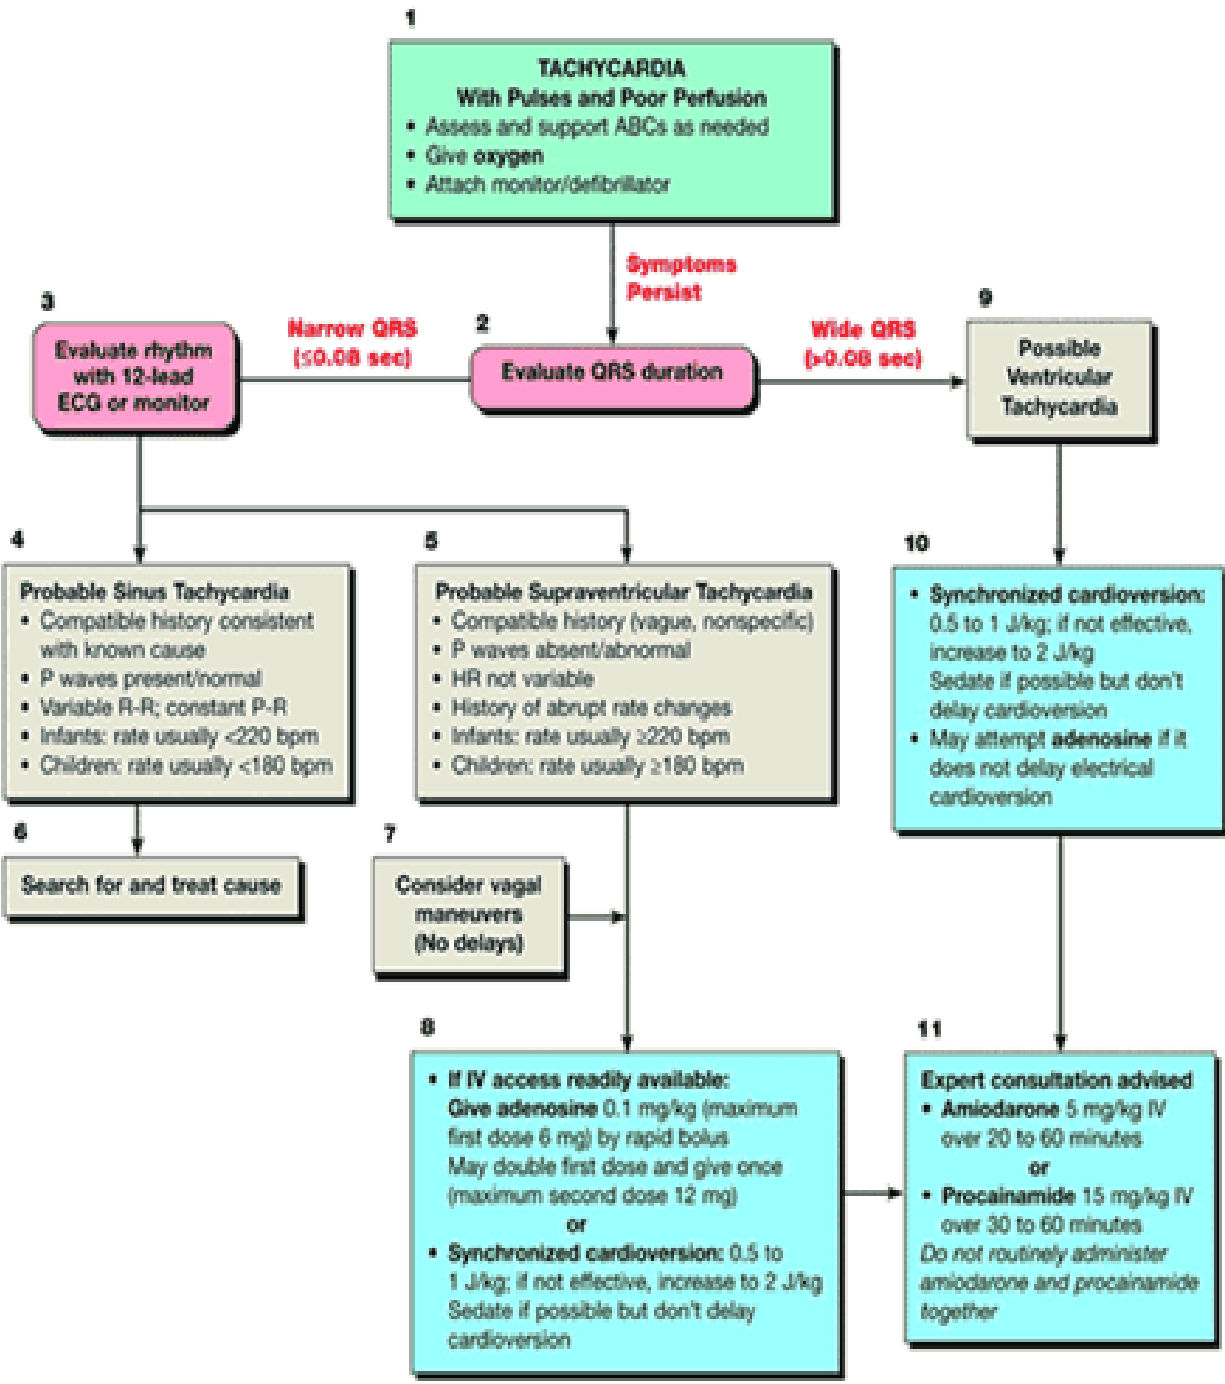 1
TACHYCARDIA
With Pulses and Poor Perfusion
• Assess and support ABCs as needed
• Give oxygen
• Attach monitor/defibrillator
Symptoms
Persist
2
Evaluate QRS duration
Narrow QRS
(≤0.08 sec)
Wide QRS
(>0.08 sec)
3
Evaluate rhythm
with 12-lead
ECG or monitor
9
Possible
Ventricular
Tachycardia
4
Probable Sinus Tachycardia
• Compatible history consistent
with known cause
• P waves present/normal
• Variable R-R; constant P-R
• Infants: rate usually <220 bpm
• Children: rate usually <180 bpm
5
Probable Supraventricular Tachycardia
• Compatible history (vague, nonspecific)
• P waves absent/abnormal
• HR not variable
• History of abrupt rate changes
• Infants: rate usually ≥220 bpm
• Children: rate usually ≥180 bpm
10
• Synchronized cardioversion:
0.5 to 1 J/kg; if not effective,
increase to 2 J/kg
Sedate if possible but don't
delay cardioversion
• May attempt adenosine if it
does not delay electrical
cardioversion
6
Search for and treat cause
7
Consider vagal
maneuvers
(No delays)
8
• If IV access readily available:
Give adenosine 0.1 mg/kg (maximum
first dose 6 mg) by rapid bolus
May double first dose and give once
(maximum second dose 12 mg)
or
• Synchronized cardioversion: 0.5 to
1 J/kg; if not effective, increase to 2 J/kg
Sedate if possible but don't delay
cardioversion
11
Expert consultation advised
• Amiodarone 5 mg/kg IV
over 20 to 60 minutes
or
• Procainamide 15 mg/kg IV
over 30 to 60 minutes
Do not routinely administer
amiodarone and procainamide
together